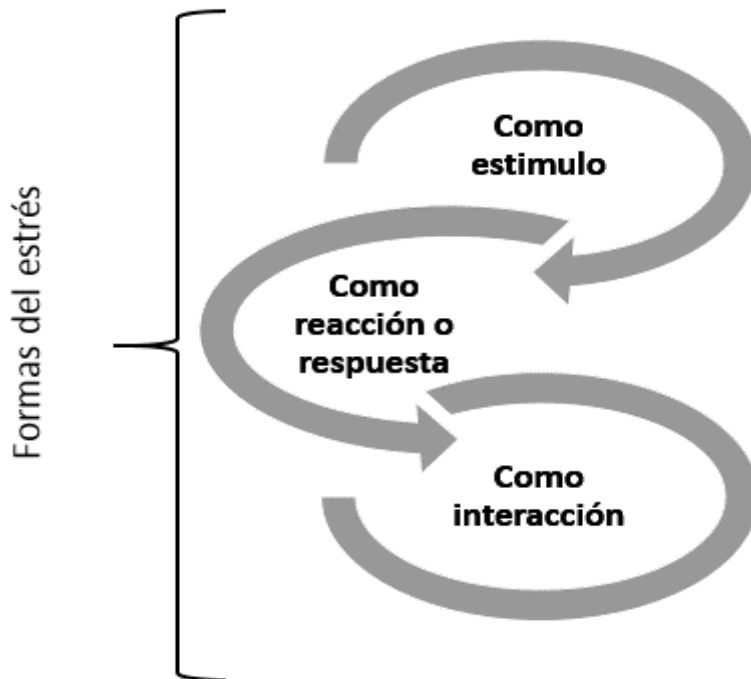 Formas del estrés
Como
estimulo
Como
reacción o
respuesta
Como
interacción